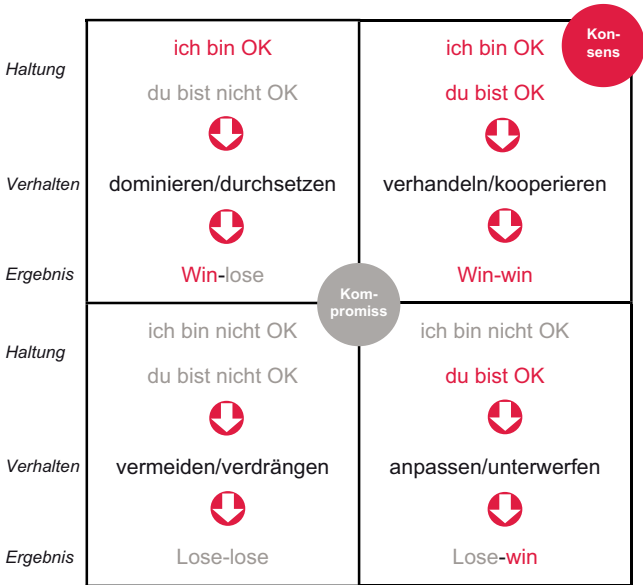 Kon-
sens
Haltung
ich bin OK
du bist nicht OK
ich bin OK
du bist OK
Verhalten
dominieren/durchsetzen
verhandeln/kooperieren
Ergebnis
Win-lose
Win-win
Kom-
promiss
Haltung
ich bin nicht OK
du bist nicht OK
ich bin nicht OK
du bist OK
Verhalten
vermeiden/verdrängen
anpassen/unterwerfen
Ergebnis
Lose-lose
Lose-win